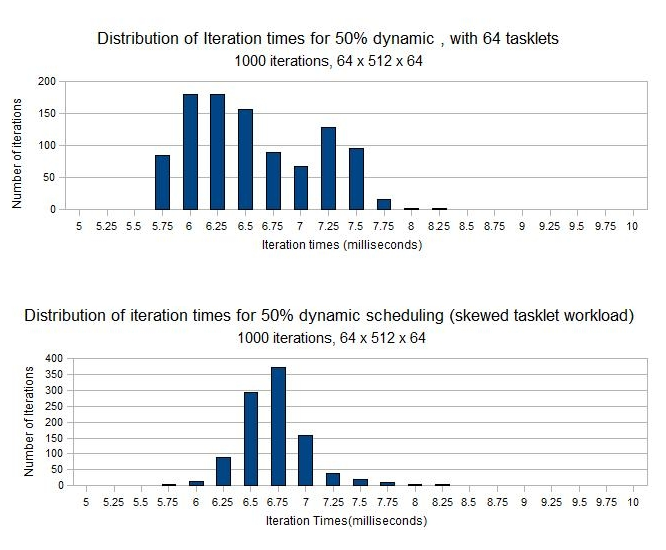 Distribution of Iteration times for 50% dynamic , with 64 tasklets
1000 iterations, 64 x 512 x 64
Number of iterations
200
150
100
50
0
5 5.25 5.5 5.75 6 6.25 6.5 6.75 7 7.25 7.5 7.75 8 8.25 8.5 8.75 9 9.25 9.5 9.75 10
Iteration times (milliseconds)
Distribution of iteration times for 50% dynamic scheduling (skewed tasklet workload)
1000 iterations, 64 x 512 x 64
Number of Iterations
400
350
300
250
200
150
100
50
0
5 5.25 5.5 5.75 6 6.25 6.5 6.75 7 7.25 7.5 7.75 8 8.25 8.5 8.75 9 9.25 9.5 9.75 10
Iteration Times(milliseconds)